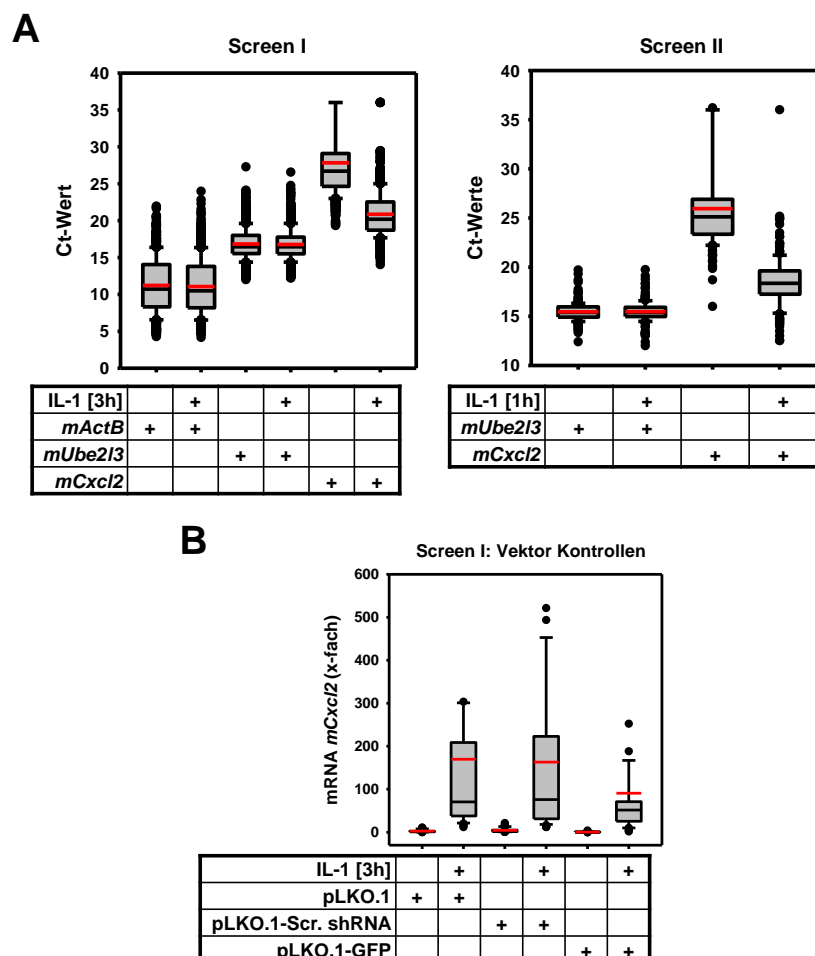 A
Screen I
Screen II
Ct-Wert
40
35
30
25
20
15
10
5
0
Ct-Werte
40
35
30
25
20
15
10
IL-1 [3h] + + +
mActB + +
mUbe2l3 + +
mCxcl2 + +
IL-1 [1h] + +
mUbe2l3 + +
mCxcl2 + +
B
Screen I: Vektor Kontrollen
mRNA mCxcl2 (x-fach)
600
500
400
300
200
100
0
IL-1 [3h] + + +
pLKO.1 + +
pLKO.1-Scr. shRNA + +
pLKO.1-GFP + +